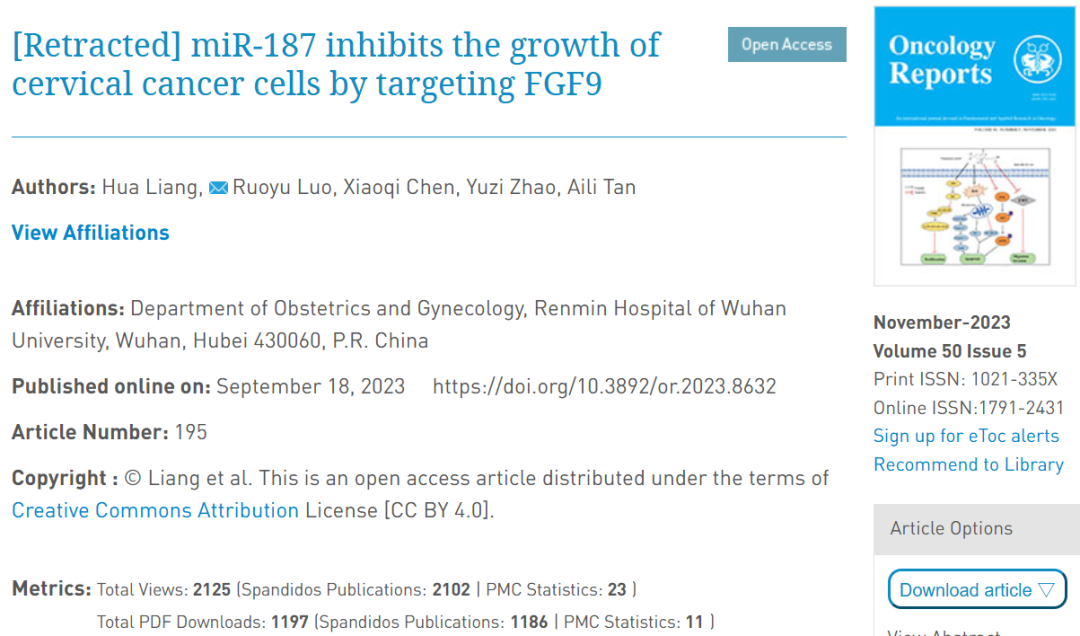 [Retracted] miR-187 inhibits the growth of
cervical cancer cells by targeting FGF9
Open Access
Authors: Hua Liang, Ruoyu Luo, Xiaoqi Chen, Yuzi Zhao, Aili Tan
View Affiliations
Affiliations: Department of Obstetrics and Gynecology, Renmin Hospital of Wuhan
University, Wuhan, Hubei 430060, P.R. China
Published online on: September 18, 2023 https://doi.org/10.3892/or.2023.8632
Article Number: 195
Copyright : © Liang et al. This is an open access article distributed under the terms of
Creative Commons Attribution License [CC BY 4.0].
Metrics: Total Views: 2125 (Spandidos Publications: 2102 | PMC Statistics: 23 )
Total PDF Downloads: 1197 (Spandidos Publications: 1186 | PMC Statistics: 11 )
Oncology
Reports
November-2023
Volume 50 Issue 5
Print ISSN: 1021-335X
Online ISSN:1791-2431
Sign up for eToc alerts
Recommend to Library
Article Options
Download article ▽
View Abstract